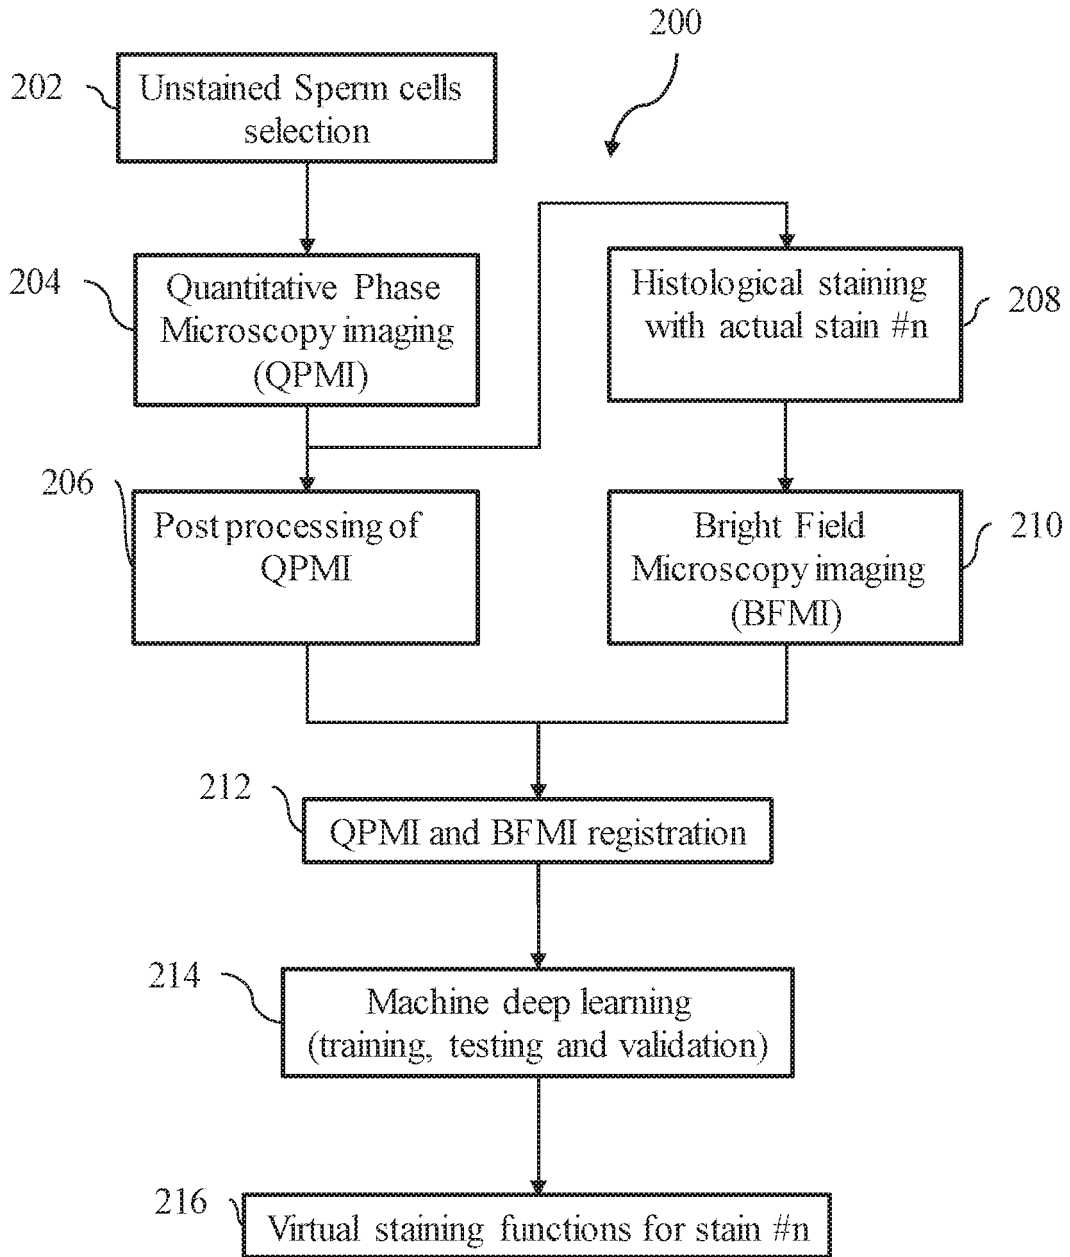 200
202
Unstained Sperm cells
selection
204
Quantitative Phase
Microscopy imaging
(QPMI)
Histological staining
with actual stain #n
208
206
Post processing of
QPMI
Bright Field
Microscopy imaging
(BFMI)
210
212
QPMI and BFMI registration
214
Machine deep learning
(training, testing and validation)
216
Virtual staining functions for stain #n